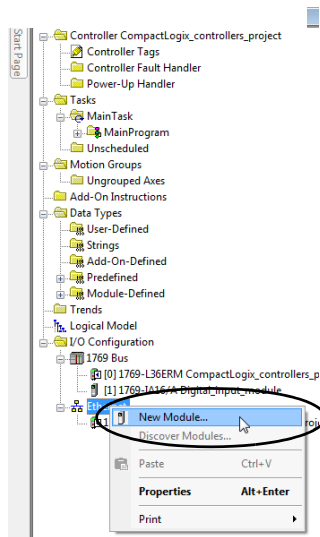 Start Page
Controller CompactLogix_controllers_project
Controller Tags
Controller Fault Handler
Power-Up Handler
Tasks
MainTask
MainProgram
Unscheduled
Motion Groups
Ungrouped Axes
Add-On Instructions
Data Types
User-Defined
Strings
Add-On-Defined
Predefined
Module-Defined
Trends
Logical Model
I/O Configuration
1769 Bus
[0] 1769-L36ERM CompactLogix_controllers_p
[1] 1769-IA16/A Digital_input_module
New Module...
Discover Modules...
Paste Ctrl+V
Properties Alt+Enter
Print